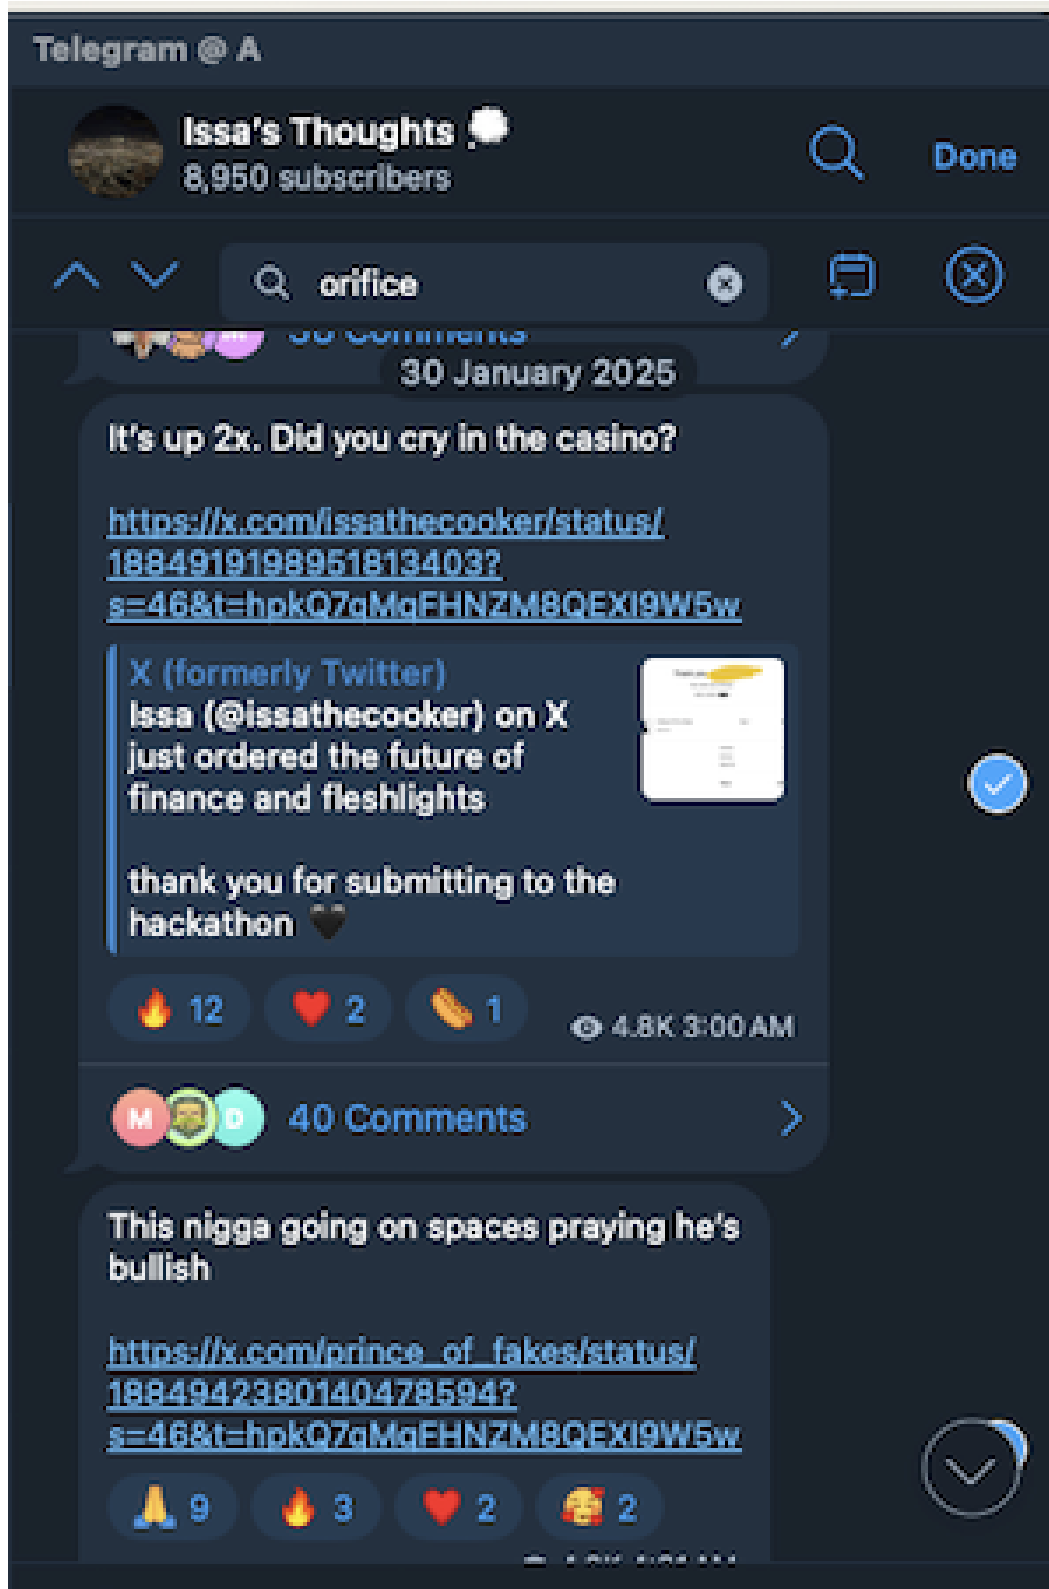 Telegram @ A
Issa's Thoughts
8,950 subscribers
Done
orifice
30 January 2025
It's up 2x. Did you cry in the casino?
https://x.com/issathecooker/status/
1884919198951813403?
s=46&t=hpkQ7qMqFHNZM8QEXI9W5w
X (formerly Twitter)
Issa (@issathecooker) on X
just ordered the future of
finance and fleshlights
thank you for submitting to the
hackathon 🖤
🔥 12 ❤️ 2 🌭 1
4.8K 3:00 AM
M D 40 Comments
This nigga going on spaces praying he's
bullish
https://x.com/prince_of_fakes/status/
1884942380140478594?
s=46&t=hpkQ7qMqFHNZM8QEXI9W5w
🙏 9 🔥 3 ❤️ 2 🥰 2